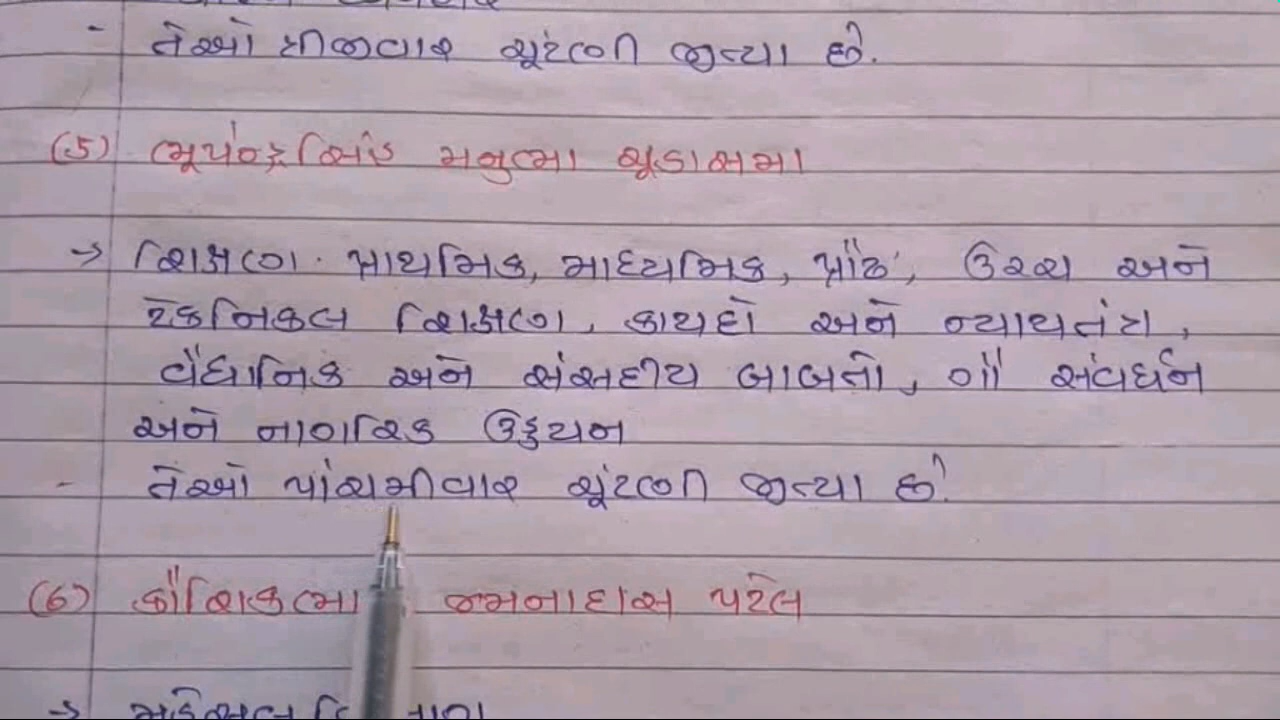 - તેઓ ત્રીજીવાર ચૂંટણી જીત્યા છે.
(5) ભૂપેન્દ્રસિંહ મનુભા ચૂડાસમા
→ શિક્ષણ. પ્રાથમિક, માધ્યમિક, પ્રૌઢ, ઉચ્ચ અને
ટેકનિકલ શિક્ષણ, કાયદો અને ન્યાયતંત્ર,
વૈધાનિક અને સંસદીય બાબતો, ગૌ સંવર્ધન
અને નાગરિક ઉડ્ડયન
- તેઓ પાંચમીવાર ચૂંટણી જીત્યા છે.
(6) કૌશિકભા જમનાદાસ પટેલ
→